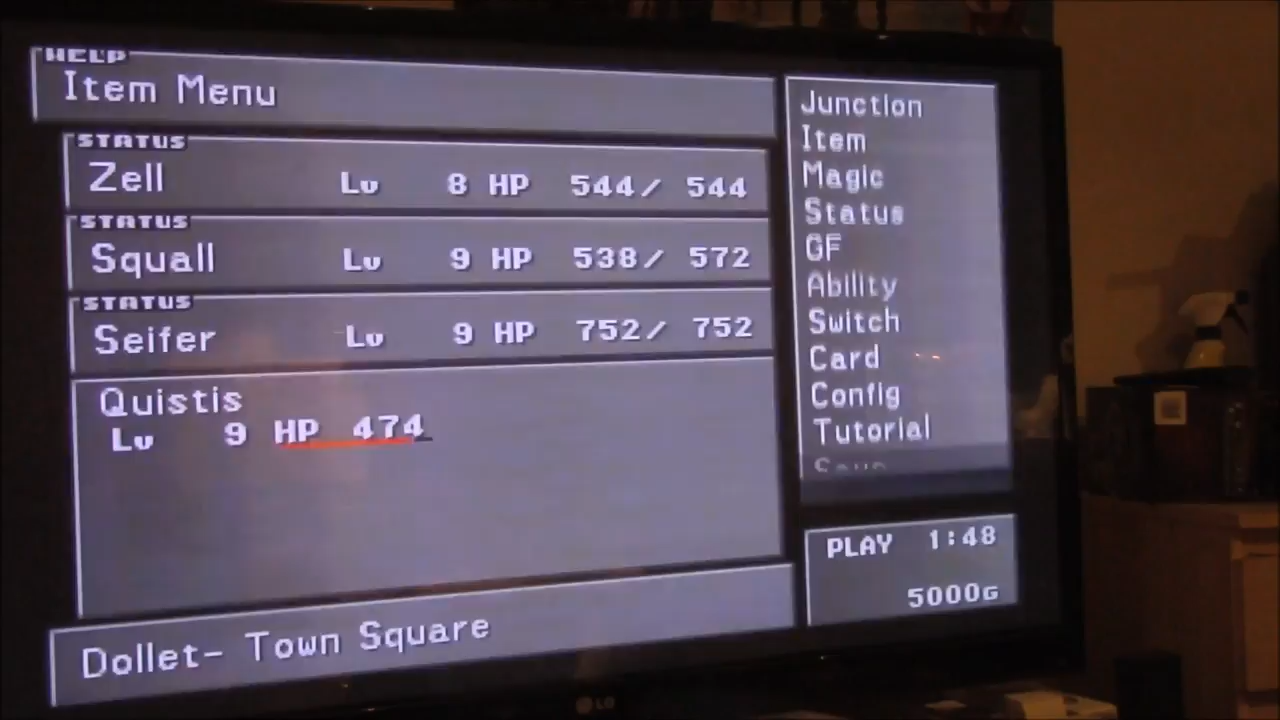 HELP
Item Menu
STATUS
Zell Lv 8 HP 544/ 544
STATUS
Squall Lv 9 HP 538/ 572
STATUS
Seifer Lv 9 HP 752/ 752
Quistis
Lv 9 HP 474
Dollet- Town Square
Junction
Item
Magic
Status
GF
Ability
Switch
Card
Config
Tutorial
Save
PLAY 1:48
5000G
LG